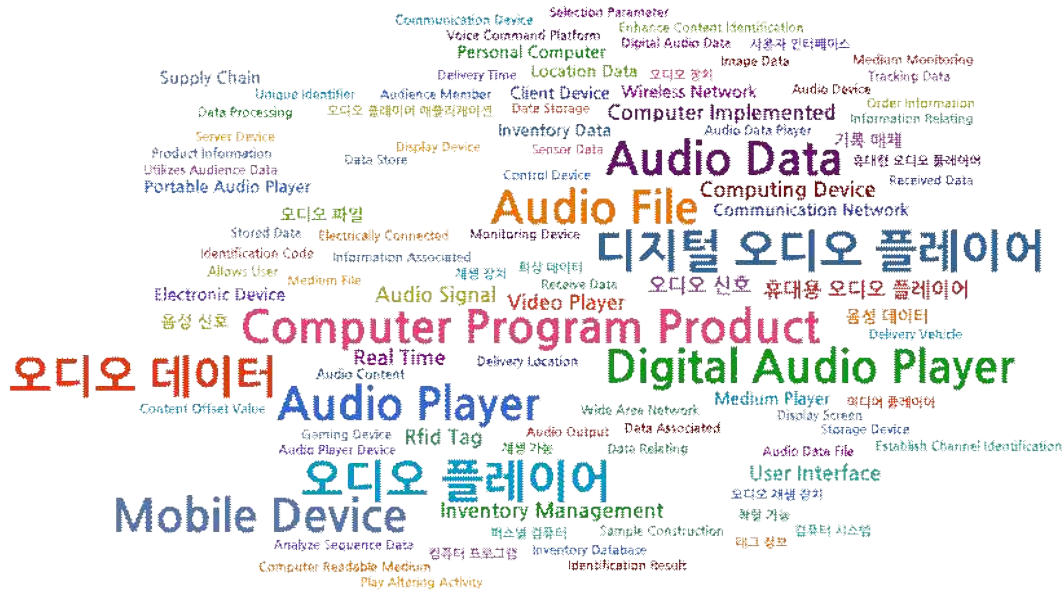 Communication Device
Selection Parameter
Enhance Content Identification
Voice Command Platform
Digital Audio Data
사용자 인터페이스
Personal Computer
Image Data
Medium Monitoring
Supply Chain
Delivery Time
Location Data
오디오 장치
Tracking Data
Unique Identifier
Audience Member
Client Device
Wireless Network
Audio Device
Data Processing
오디오 플레이어 애플리케이션
Date Storage
Computer Implemented
Order Information
Information Relating
Server Device
Display Device
Inventory Data
Audio Data Player
기록 매체
Product Information
Data Store
Sensor Data
Audio Data
휴대형 오디오 플레이어
Utilizes Audience Data
Control Device
Received Data
Portable Audio Player
Computing Device
오디오 파일
Audio File
Communication Network
Stored Data
Electrically Connected
Monitoring Device
디지털 오디오 플레이어
Identification Code
Information Associated
Allows User
Medium File
재생 장치
회상 데이터
Receive Data
오디오 신호
휴대용 오디오 플레이어
Electronic Device
Audio Signal
Video Player
음성 신호
Computer Program Product
음성 데이터
Delivery Vehicle
오디오 데이터
Real Time
Delivery Location
Digital Audio Player
Audio Content
Content Offset Value
Audio Player
Wide Area Network
Medium Player
미디어 플레이어
Display Screen
Gaming Device
Rfid Tag
Audio Output
Data Associated
Storage Device
Audio Player Device
재생 가능
Data Relating
Audio Data File
Establish Channel Identification
오디오 플레이어
User Interface
오디오 재생 장치
Mobile Device
Inventory Management
착탈 가능
퍼스널 컴퓨터
Sample Construction
컴퓨터 시스템
Analyze Sequence Data
컴퓨터 프로그램
Inventory Database
태그 정보
Computer Readable Medium
Identification Result
Play Altering Activity